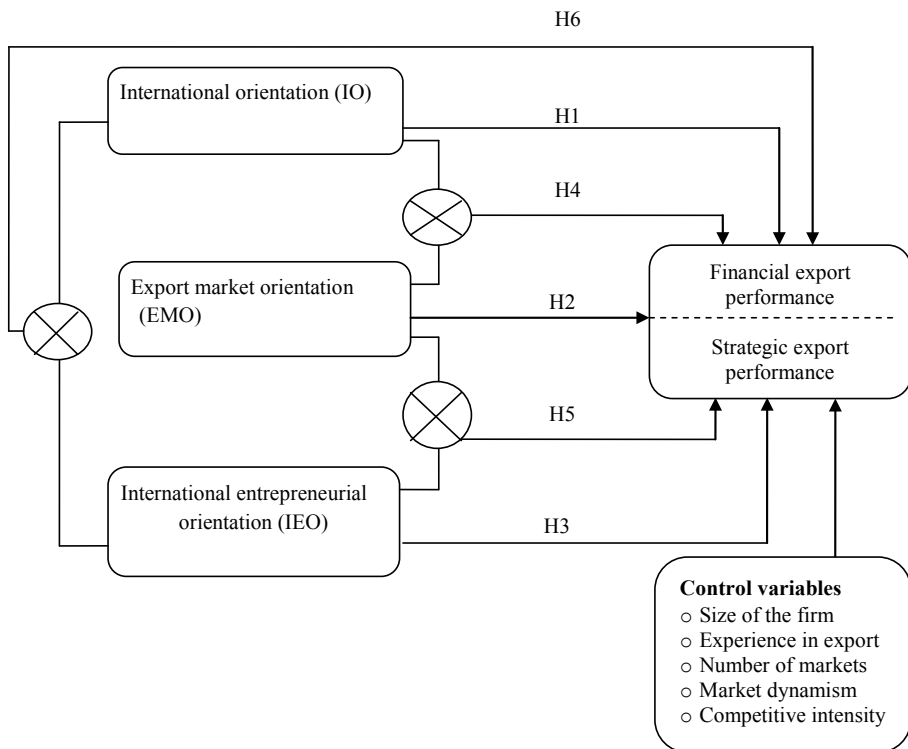 H6
International orientation (IO)
H1
H4
Export market orientation
(EMO)
H2
Financial export
performance
Strategic export
performance
H5
International entrepreneurial
orientation (IEO)
H3
Control variables
○ Size of the firm
○ Experience in export
○ Number of markets
○ Market dynamism
○ Competitive intensity